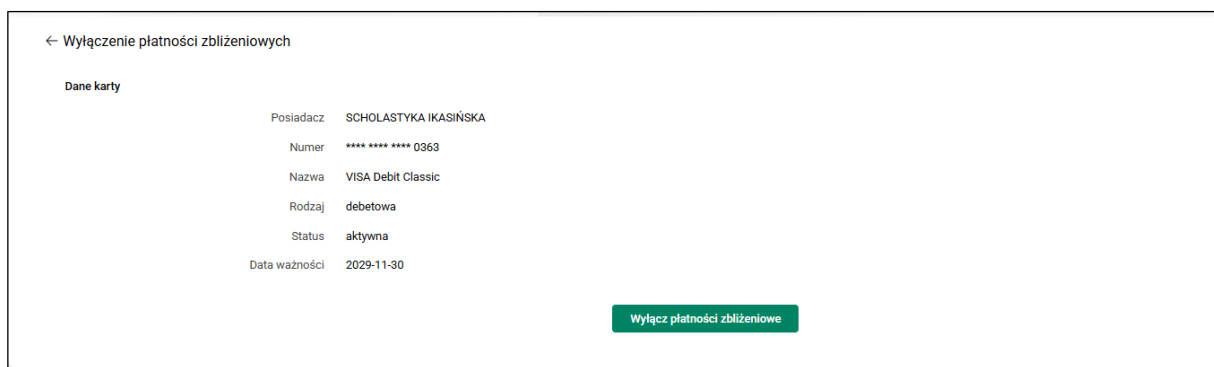 ← Wyłączenie płatności zbliżeniowych
Dane karty
Posiadacz SCHOLASTYKA IKASIŃSKA
Numer **** **** **** 0363
Nazwa VISA Debit Classic
Rodzaj debetowa
Status aktywna
Data ważności 2029-11-30
Wyłącz płatności zbliżeniowe